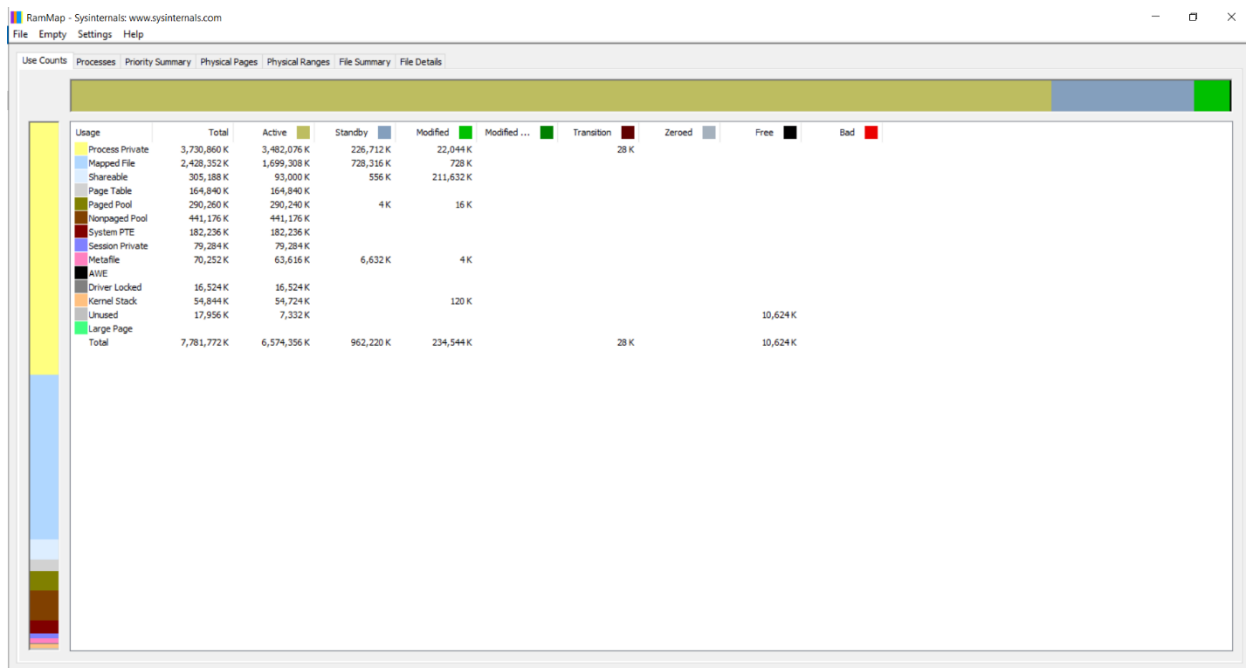 RamMap - Sysinternals: www.sysinternals.com
File Empty Settings Help
Use Counts Processes Priority Summary Physical Pages Physical Ranges File Summary File Details
Usage Total Active Standby Modified Modified ... Transition Zeroed Free Bad
Process Private 3,730,860 K 3,482,076 K 226,712 K 22,044 K 28 K
Mapped File 2,428,352 K 1,699,308 K 728,316 K 728 K
Shareable 305,188 K 93,000 K 556 K 211,632 K
Page Table 164,840 K 164,840 K
Paged Pool 290,260 K 290,240 K 4 K 16 K
Nonpaged Pool 441,176 K 441,176 K
System PTE 182,236 K 182,236 K
Session Private 79,284 K 79,284 K
Metafile 70,252 K 63,616 K 6,632 K 4 K
AWE
Driver Locked 16,524 K 16,524 K
Kernel Stack 54,844 K 54,724 K 120 K
Unused 17,956 K 7,332 K 10,624 K
Large Page
Total 7,781,772 K 6,574,356 K 962,220 K 234,544 K 28 K 10,624 K